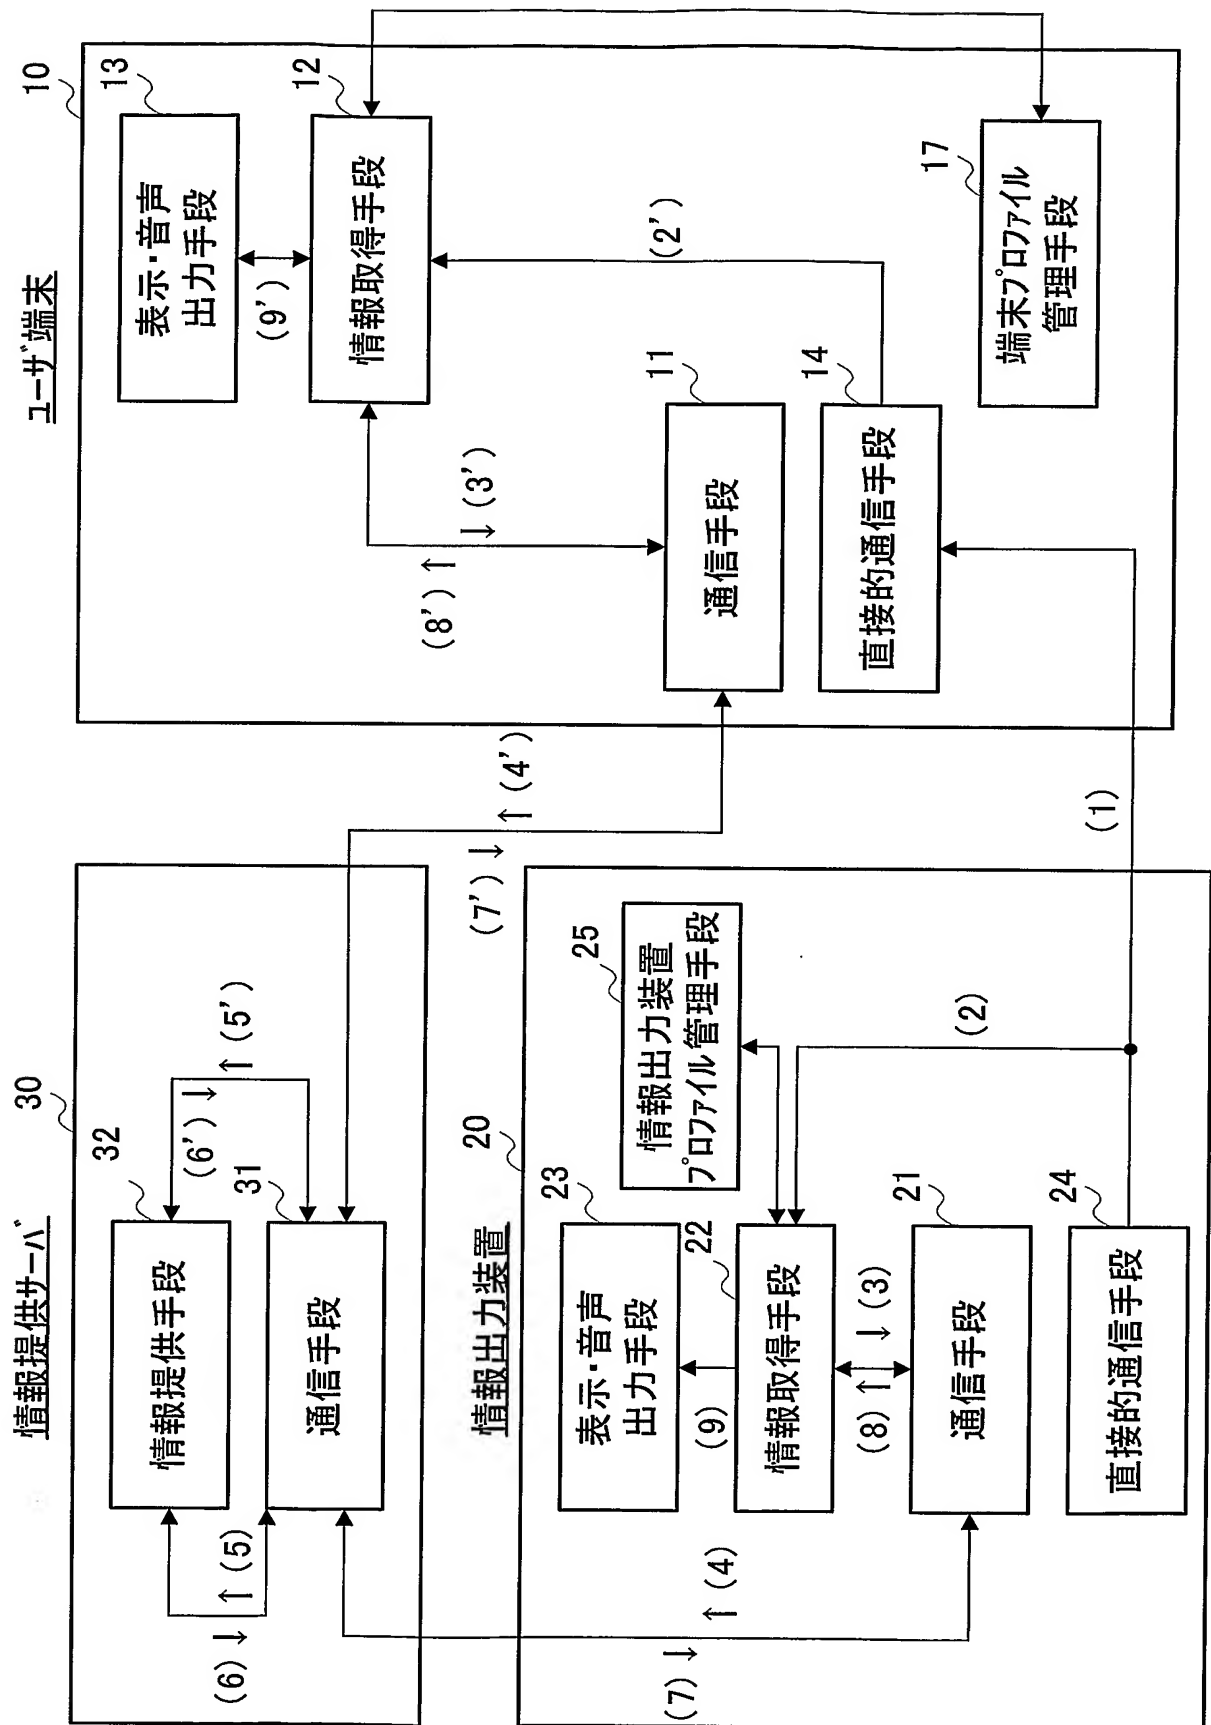 情報提供サーバ
30
32
情報提供手段
31
通信手段
(5)
(6)
(5')
(6')
(4)
(7)
(4')
(7')
情報出力装置
20
23
表示・音声
出力手段
25
情報出力装置
プロファイル管理手段
22
情報取得手段
(9)
(8)
(3)
21
通信手段
24
直接的通信手段
(2)
(1)
ユーザ端末
10
13
表示・音声
出力手段
(9')
12
情報取得手段
(8')
(3')
(2')
11
通信手段
14
直接的通信手段
17
端末プロファイル
管理手段